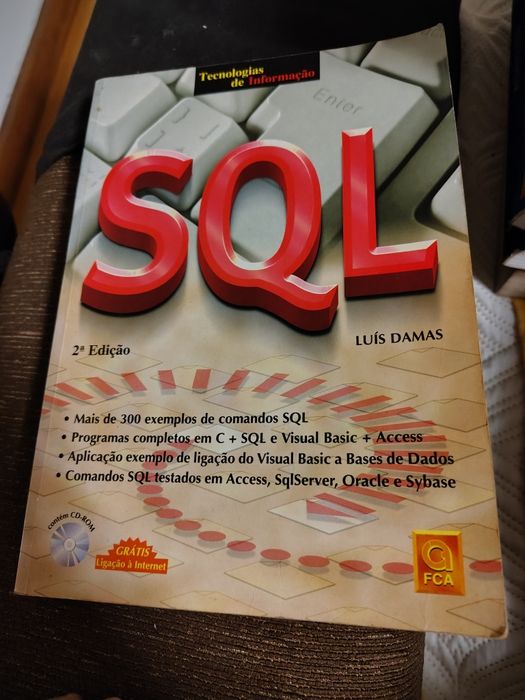 Tecnologias
de Informação
Enter
SQL
LUÍS DAMAS
2ª Edição
• Mais de 300 exemplos de comandos SQL
• Programas completos em C + SQL e Visual Basic + Access
• Aplicação exemplo de ligação do Visual Basic a Bases de Dados
• Comandos SQL testados em Access, SqlServer, Oracle e Sybase
contém CD-ROM
GRÁTIS
Ligação à Internet
FCA